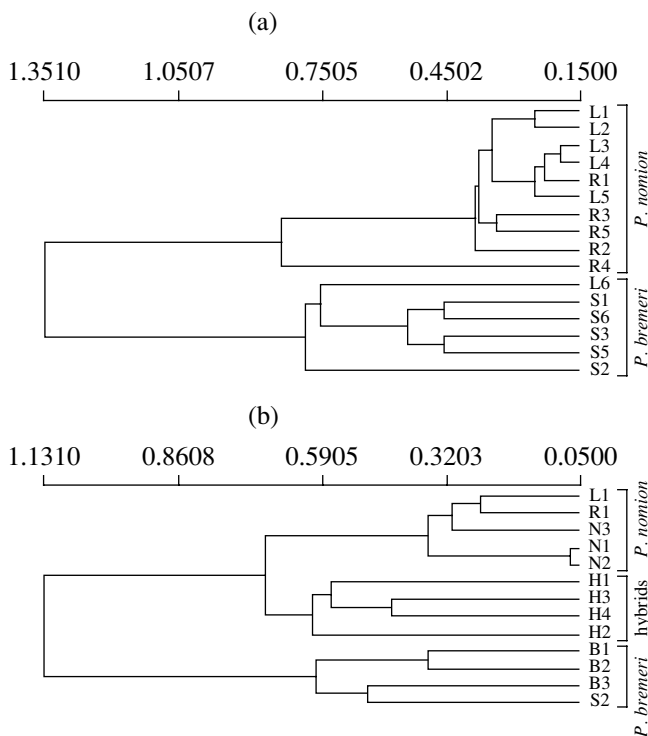 (a)
1.3510 1.0507 0.7505 0.4502 0.1500
L1
L2
L3
L4
R1
L5
R3
R5
R2
R4
P. nomion
L6
S1
S6
S3
S5
S2
P. bremeri
(b)
1.1310 0.8608 0.5905 0.3203 0.0500
L1
R1
N3
N1
N2
P. nomion
H1
H3
H4
H2
hybrids
B1
B2
B3
S2
P. bremeri